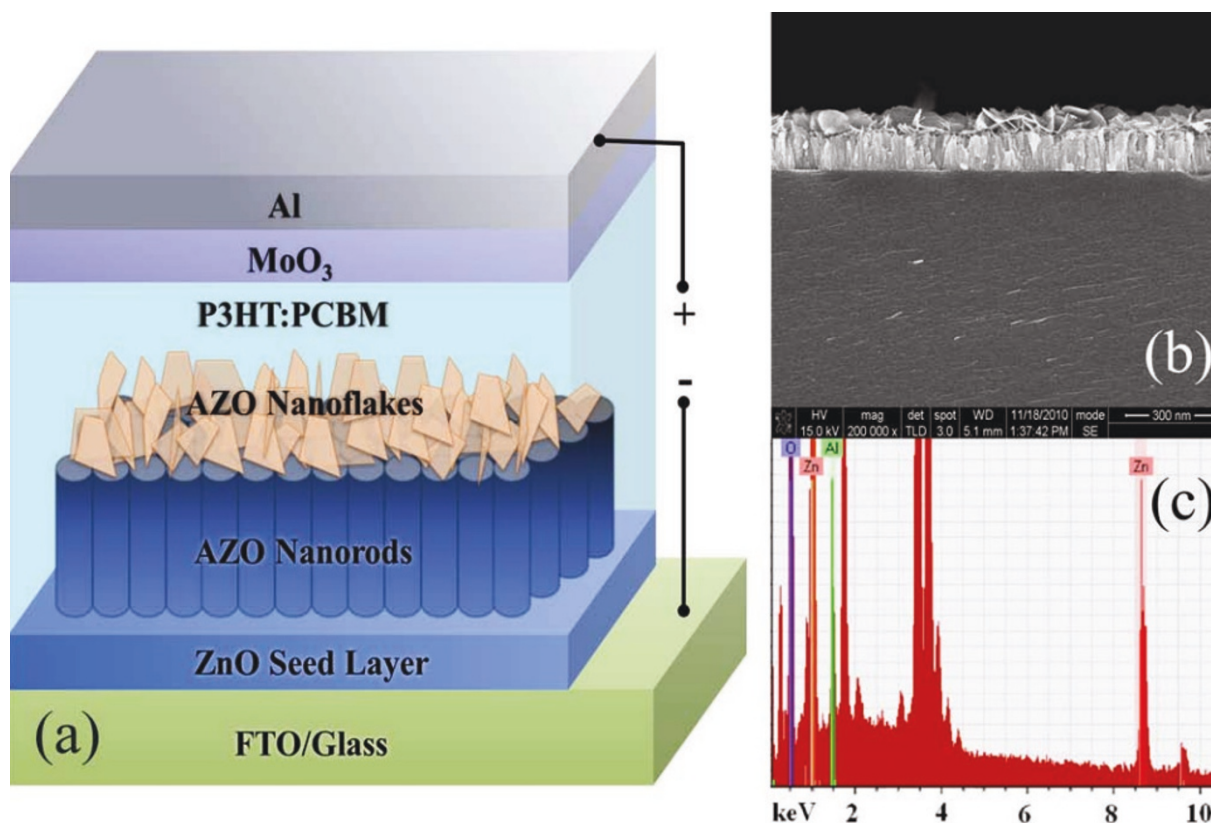 Al
MoO₃
P3HT:PCBM
AZO Nanoflakes
AZO Nanorods
ZnO Seed Layer
FTO/Glass
+
-
(a)
(b)
HV mag det spot WD 11/18/2010 mode 300 nm
15.0 kV 200 000 x TLD 3.0 5.1 mm 1:37:42 PM SE
O Al
Zn Zn
(c)
keV 2 4 6 8 10